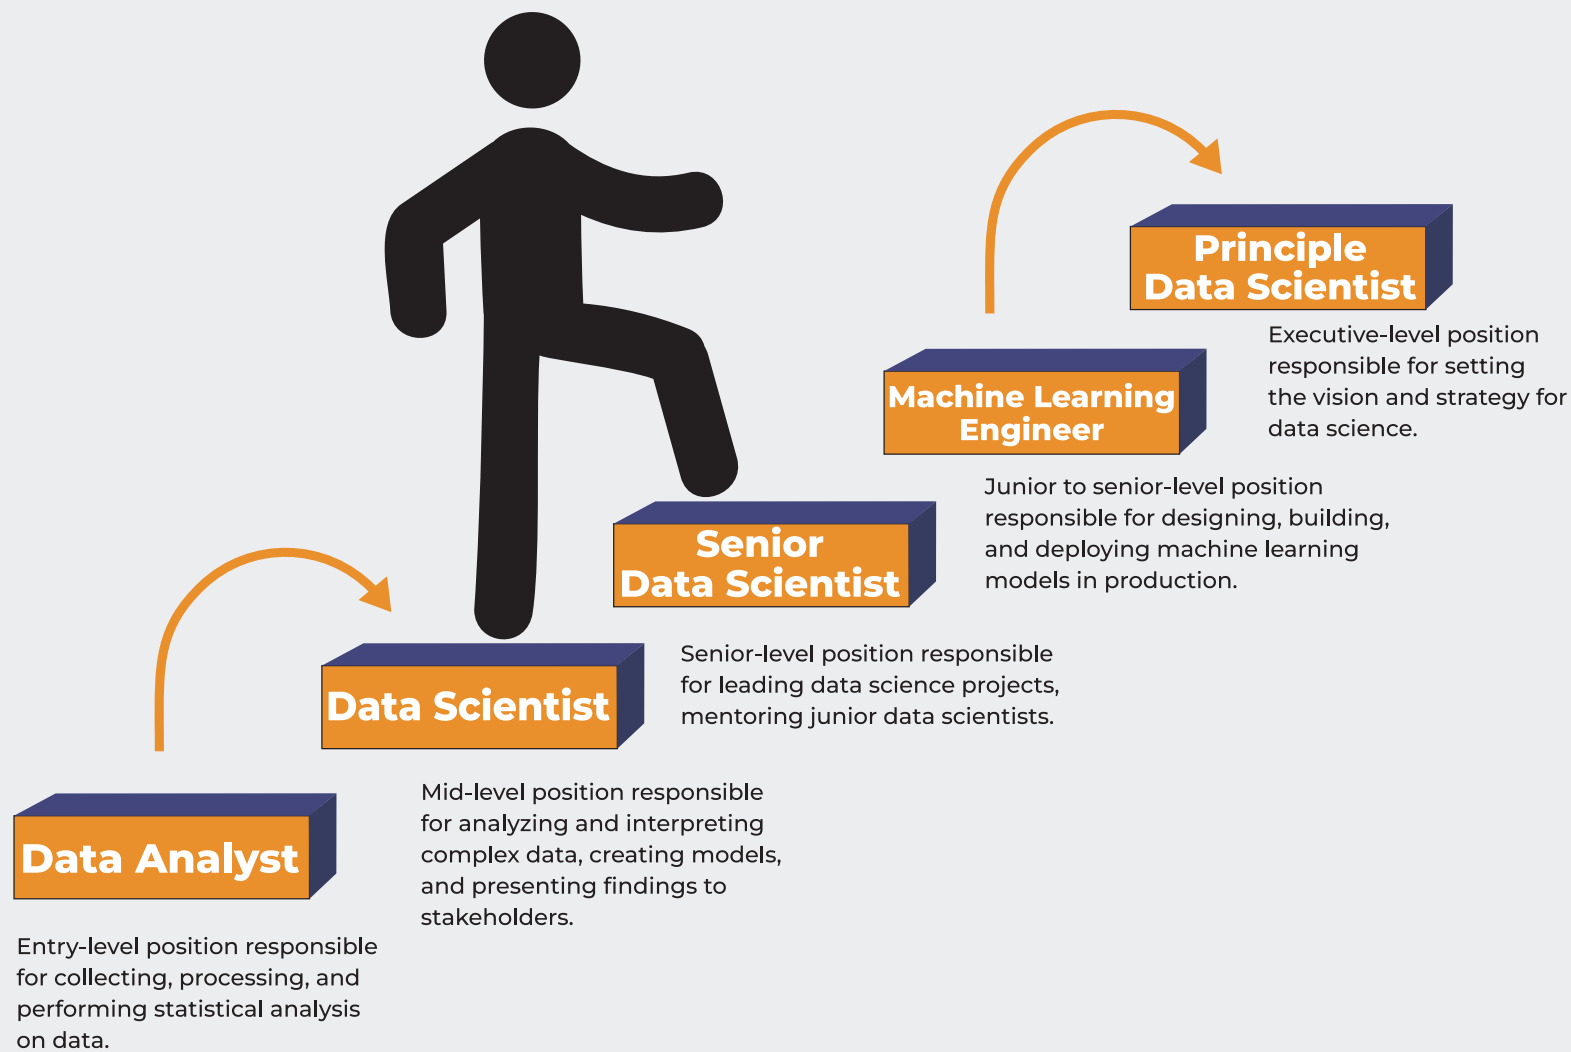 Principle
Data Scientist
Executive-level position
responsible for setting
the vision and strategy for
data science.
Machine Learning
Engineer
Junior to senior-level position
responsible for designing, building,
and deploying machine learning
models in production.
Senior
Data Scientist
Senior-level position responsible
for leading data science projects,
mentoring junior data scientists.
Data Scientist
Mid-level position responsible
for analyzing and interpreting
complex data, creating models,
and presenting findings to
stakeholders.
Data Analyst
Entry-level position responsible
for collecting, processing, and
performing statistical analysis
on data.